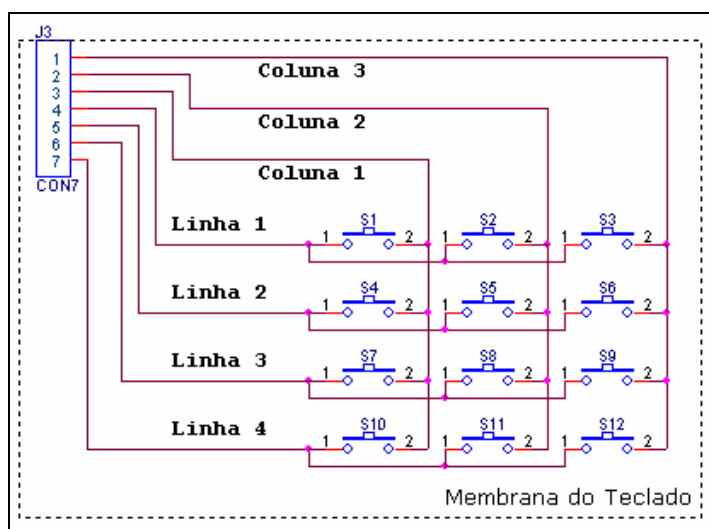 J3
1
2
3
4
5
6
7
CON7
Coluna 3
Coluna 2
Coluna 1
Linha 1
1 S1 2
1 S2 2
1 S3 2
Linha 2
1 S4 2
1 S5 2
1 S6 2
Linha 3
1 S7 2
1 S8 2
1 S9 2
Linha 4
1 S10 2
1 S11 2
1 S12 2
Membrana do Teclado